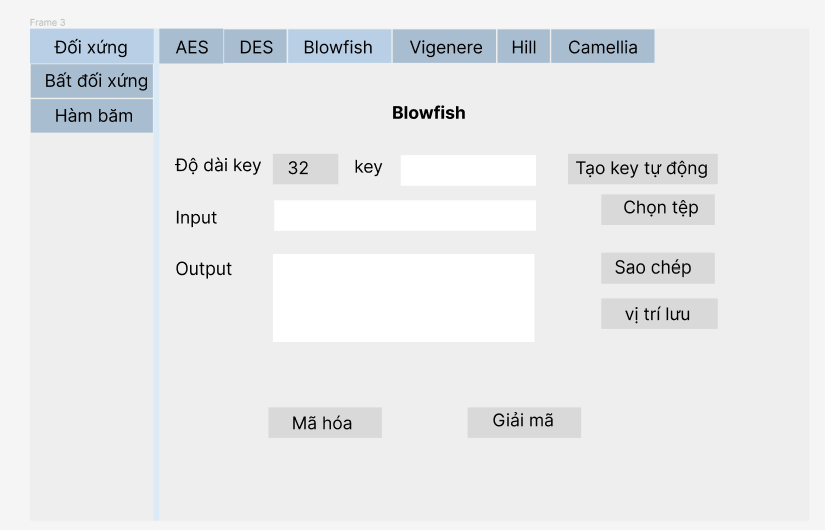 Frame 3
Đối xứng
AES DES Blowfish Vigenere Hill Camellia
Bất đối xứng
Hàm băm
Blowfish
Độ dài key 32 key Tạo key tự động
Input Chọn tệp
Output Sao chép
vị trí lưu
Mã hóa Giải mã